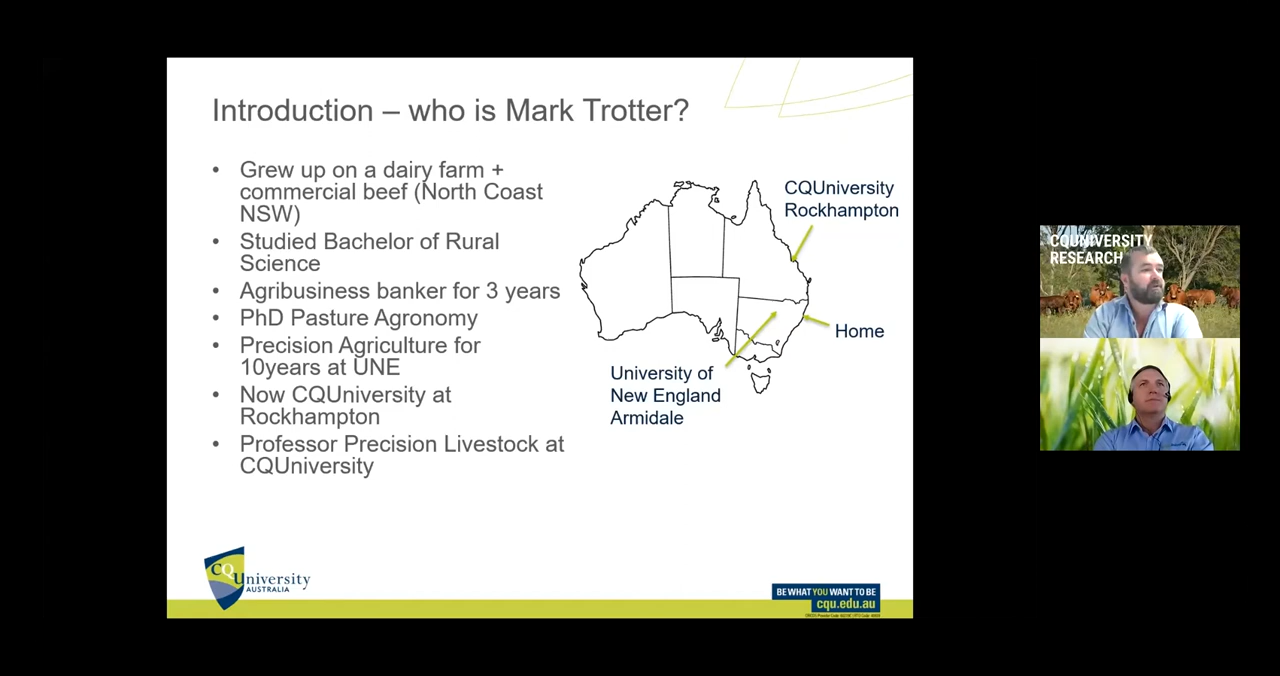 Introduction – who is Mark Trotter?
• Grew up on a dairy farm +
commercial beef (North Coast
NSW)
• Studied Bachelor of Rural
Science
• Agribusiness banker for 3 years
• PhD Pasture Agronomy
• Precision Agriculture for
10years at UNE
• Now CQUniversity at
Rockhampton
• Professor Precision Livestock at
CQUniversity
CQUniversity
Rockhampton
Home
University of
New England
Armidale
CQUniversity
AUSTRALIA
BE WHAT YOU WANT TO BE
cqu.edu.au
CQUNIVERSITY
RESEARCH